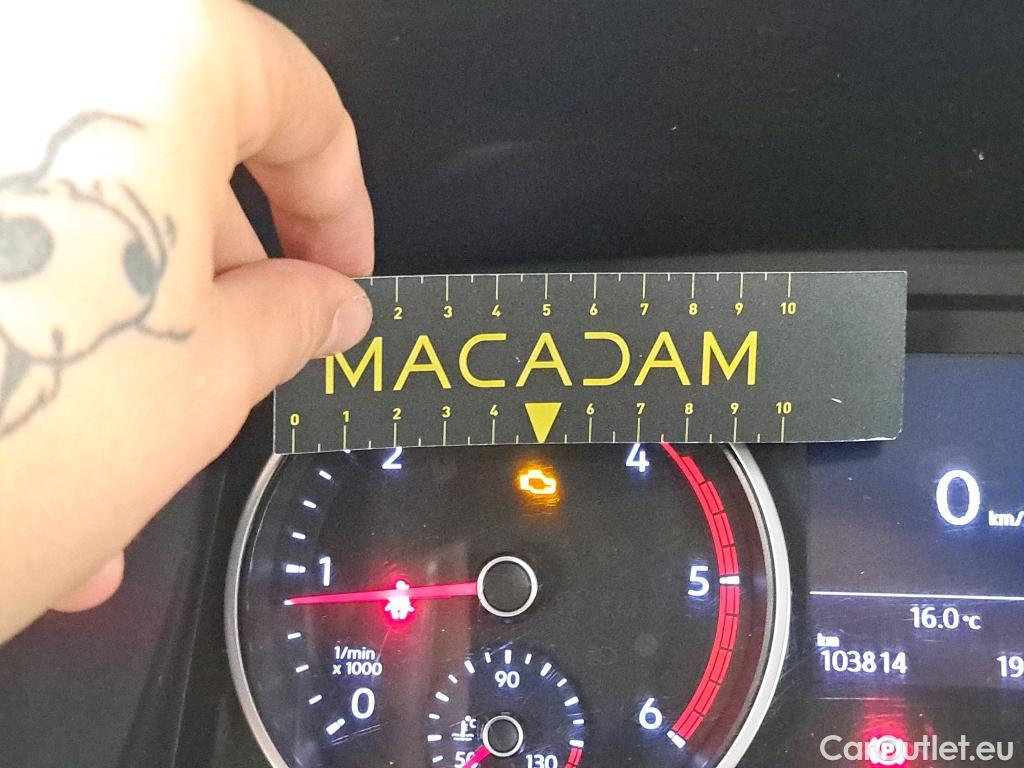 2 3 4 5 6 7 8 9 10
MACADAM
0 1 2 3 4 6 7 8 9 10
2 4
0 km/
1 5
16.0°C
km
103814 19
1/min
x 1000
90
0 6
°C
50 130
P
CarOutlet.eu